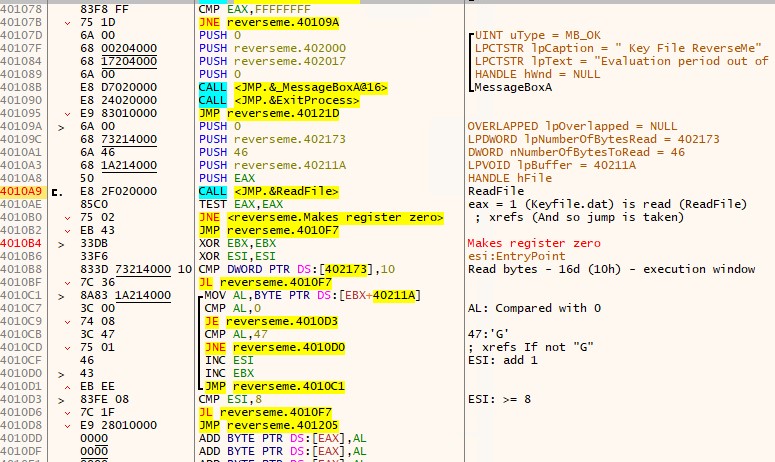 401078 83F8 FF CMP EAX,FFFFFFFF
40107B 75 1D JNE reverseme.40109A
40107D 6A 00 PUSH 0 UINT uType = MB_OK
40107F 68 00204000 PUSH reverseme.402000 LPCTSTR lpCaption = " Key File ReverseMe"
401084 68 17204000 PUSH reverseme.402017 LPCTSTR lpText = "Evaluation period out of
401089 6A 00 PUSH 0 HANDLE hWnd = NULL
40108B E8 D7020000 CALL <JMP.&_MessageBoxA@16> MessageBoxA
401090 E8 24020000 CALL <JMP.&ExitProcess>
401095 E9 83010000 JMP reverseme.40121D
40109A > 6A 00 PUSH 0 OVERLAPPED lpOverlapped = NULL
40109C 68 73214000 PUSH reverseme.402173 LPDWORD lpNumberOfBytesRead = 402173
4010A1 6A 46 PUSH 46 DWORD nNumberOfBytesToRead = 46
4010A3 68 1A214000 PUSH reverseme.40211A LPVOID lpBuffer = 40211A
4010A8 50 PUSH EAX HANDLE hFile
4010A9 E8 2F020000 CALL <JMP.&ReadFile> ReadFile
4010AE 85C0 TEST EAX,EAX eax = 1 (Keyfile.dat) is read (ReadFile)
4010B0 75 02 JNE <reverseme.Makes register zero> ; xrefs (And so jump is taken)
4010B2 EB 43 JMP reverseme.4010F7
4010B4 > 33DB XOR EBX,EBX Makes register zero
4010B6 33F6 XOR ESI,ESI esi:EntryPoint
4010B8 833D 73214000 10 CMP DWORD PTR DS:[402173],10 Read bytes - 16d (10h) - execution window
4010BF 7C 36 JL reverseme.4010F7
4010C1 > 8A83 1A214000 MOV AL,BYTE PTR DS:[EBX+40211A]
4010C7 3C 00 CMP AL,0 AL: Compared with 0
4010C9 74 08 JE reverseme.4010D3
4010CB 3C 47 CMP AL,47 47:'G'
4010CD 75 01 JNE reverseme.4010D0 ; xrefs If not "G"
4010CF 46 INC ESI ESI: add 1
4010D0 > 43 INC EBX
4010D1 EB EE JMP reverseme.4010C1
4010D3 > 83FE 08 CMP ESI,8 ESI: >= 8
4010D6 7C 1F JL reverseme.4010F7
4010D8 E9 28010000 JMP reverseme.401205
4010DD 0000 ADD BYTE PTR DS:[EAX],AL
4010DF 0000 ADD BYTE PTR DS:[EAX],AL
4010E1 0000 ADD BYTE PTR DS:[EAX],AL